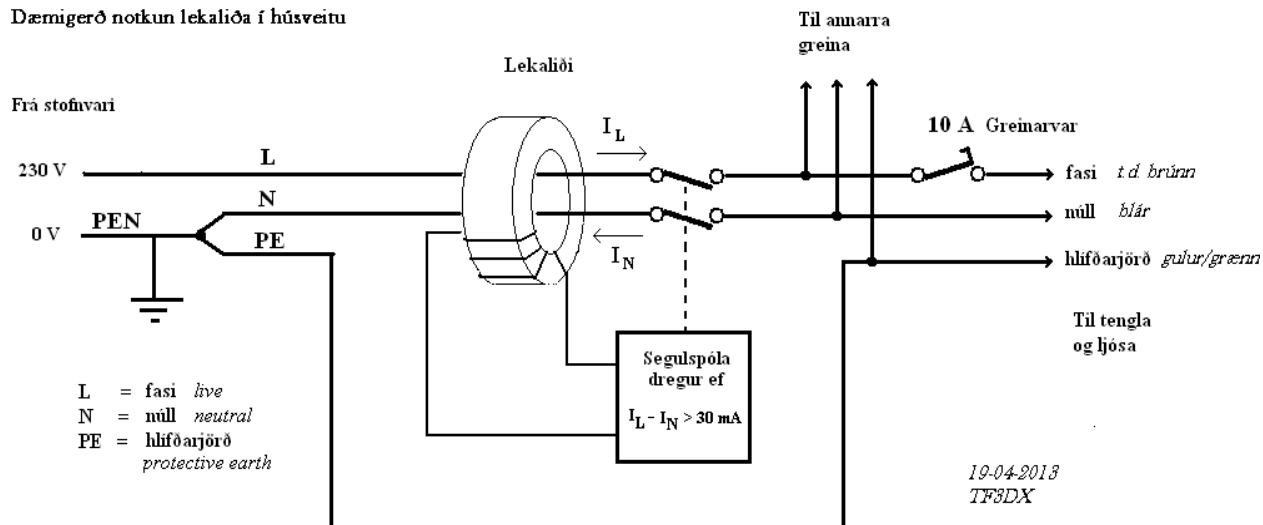 Dæmigerð notkun lekaliða í húsveitu
Til annarra
greina
Lekaliði
Frá stofnvari
I L
10 A Greinarvar
L
230 V
fasi t.d. brúnn
N
núll blár
PEN
0 V
PE
I N
hlífðarjörð gulur/grænn
Til tengla
og ljósa
Segulspóla
dregur ef
I L - I N > 30 mA
L = fasi live
N = núll neutral
PE = hlífðarjörð
protective earth
19-04-2013
TF3DX